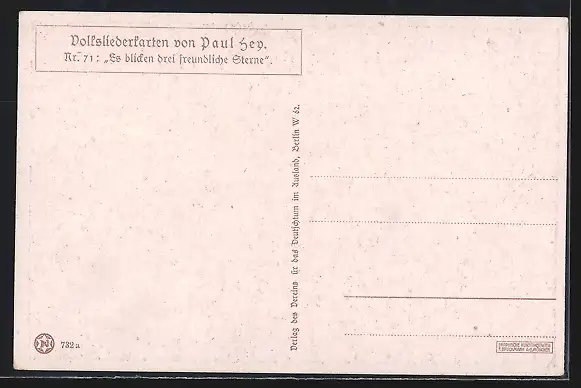 Volksliederkarten von Paul Hey.
Nr. 71: „Es blicken drei freundliche Sterne“.
Verlag des Vereins für das Deutschtum im Ausland, Berlin W 62.
732 a